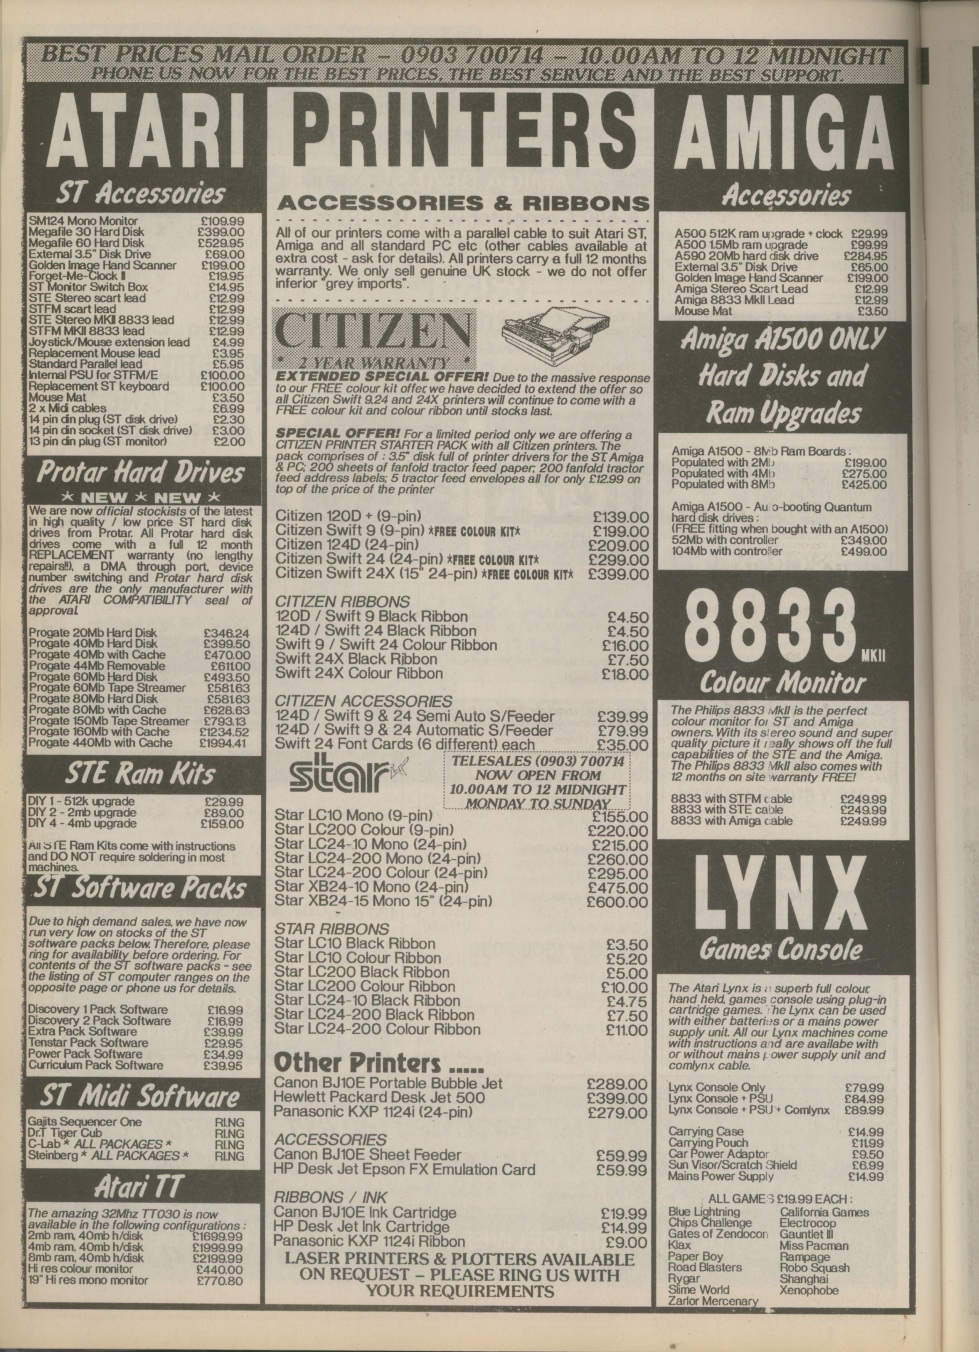 BEST PRICES MAIL ORDER - 0903 700714 - 10.00AM TO 12 MIDNIGHT
PHONE US NOW FOR THE BEST PRICES, THE BEST SERVICE AND THE BEST SUPPORT.
ATARI
ST Accessories
SM124 Mono Monitor £109.99
Megafile 30 Hard Disk £399.00
Megafile 60 Hard Disk £529.95
External 3.5" Disk Drive £69.00
Golden Image Hand Scanner £199.00
Forget-Me-Clock II £19.95
ST Monitor Switch Box £14.95
STE Stereo scart lead £12.99
STFM scart lead £12.99
STE Stereo MKII 8833 lead £12.99
STFM MKII 8833 lead £12.99
Joystick/Mouse extension lead £4.99
Replacement Mouse lead £3.95
Standard Parallel lead £5.95
Internal PSU for STFM/E £100.00
Replacement ST keyboard £100.00
Mouse Mat £3.50
2 x Midi cables £6.99
14 pin din plug (ST disk drive) £2.30
14 pin din socket (ST disk drive) £3.00
13 pin din plug (ST monitor) £2.00
Protar Hard Drives
★ NEW ★ NEW ★
We are now official stockists of the latest
in high quality / low price ST hard disk
drives from Protar. All Protar hard disk
drives come with a full 12 month
REPLACEMENT warranty (no lengthy
repairs!!), a DMA through port, device
number switching and Protar hard disk
drives are the only manufacturer with
the ATARI COMPATIBILITY seal of
approval.
Progate 20Mb Hard Disk £346.24
Progate 40Mb Hard Disk £399.50
Progate 40Mb with Cache £470.00
Progate 44Mb Removable £611.00
Progate 60Mb Hard Disk £493.50
Progate 60Mb Tape Streamer £581.63
Progate 80Mb Hard Disk £581.63
Progate 80Mb with Cache £628.63
Progate 150Mb Tape Streamer £793.13
Progate 160Mb with Cache £1234.52
Progate 440Mb with Cache £1994.41
STE Ram Kits
DIY 1 - 512k upgrade £29.99
DIY 2 - 2mb upgrade £89.00
DIY 4 - 4mb upgrade £159.00
All STE Ram Kits come with instructions
and DO NOT require soldering in most
machines.
ST Software Packs
Due to high demand sales, we have now
run very low on stocks of the ST
software packs below. Therefore, please
ring for availability before ordering. For
contents of the ST software packs - see
the listing of ST computer ranges on the
opposite page or phone us for details.
Discovery 1 Pack Software £16.99
Discovery 2 Pack Software £16.99
Extra Pack Software £39.99
Tenstar Pack Software £29.95
Power Pack Software £34.99
Curriculum Pack Software £39.95
ST Midi Software
Gajits Sequencer One RING
Dr.T Tiger Cub RING
C-Lab * ALL PACKAGES * RING
Steinberg * ALL PACKAGES * RING
Atari TT
The amazing 32Mhz TT030 is now
available in the following configurations :
2mb ram, 40mb h/disk £1699.99
4mb ram, 40mb h/disk £1999.99
8mb ram, 40mb h/disk £2199.99
Hi res colour monitor £440.00
19" Hi res mono monitor £770.80
PRINTERS
ACCESSORIES & RIBBONS
All of our printers come with a parallel cable to suit Atari ST,
Amiga and all standard PC etc (other cables available at
extra cost - ask for details). All printers carry a full 12 months
warranty. We only sell genuine UK stock - we do not offer
inferior "grey imports".
CITIZEN
* 2 YEAR WARRANTY *
EXTENDED SPECIAL OFFER! Due to the massive response
to our FREE colour kit offer, we have decided to extend the offer so
all Citizen Swift 9,24 and 24X printers will continue to come with a
FREE colour kit and colour ribbon until stocks last.
SPECIAL OFFER! For a limited period only we are offering a
CITIZEN PRINTER STARTER PACK with all Citizen printers. The
pack comprises of : 3.5" disk full of printer drivers for the ST, Amiga
& PC; 200 sheets of fanfold tractor feed paper; 200 fanfold tractor
feed address labels; 5 tractor feed envelopes all for only £12.99 on
top of the price of the printer
Citizen 120D + (9-pin) £139.00
Citizen Swift 9 (9-pin) *FREE COLOUR KIT* £199.00
Citizen 124D (24-pin) £209.00
Citizen Swift 24 (24-pin) *FREE COLOUR KIT* £299.00
Citizen Swift 24X (15" 24-pin) *FREE COLOUR KIT* £399.00
CITIZEN RIBBONS
120D / Swift 9 Black Ribbon £4.50
124D / Swift 24 Black Ribbon £4.50
Swift 9 / Swift 24 Colour Ribbon £16.00
Swift 24X Black Ribbon £7.50
Swift 24X Colour Ribbon £18.00
CITIZEN ACCESSORIES
124D / Swift 9 & 24 Semi Auto S/Feeder £39.99
124D / Swift 9 & 24 Automatic S/Feeder £79.99
Swift 24 Font Cards (6 different) each £35.00
star
TELESALES (0903) 700714
NOW OPEN FROM
10.00AM TO 12 MIDNIGHT
MONDAY TO SUNDAY
Star LC10 Mono (9-pin) £155.00
Star LC200 Colour (9-pin) £220.00
Star LC24-10 Mono (24-pin) £215.00
Star LC24-200 Mono (24-pin) £260.00
Star LC24-200 Colour (24-pin) £295.00
Star XB24-10 Mono (24-pin) £475.00
Star XB24-15 Mono 15" (24-pin) £600.00
STAR RIBBONS
Star LC10 Black Ribbon £3.50
Star LC10 Colour Ribbon £5.20
Star LC200 Black Ribbon £5.00
Star LC200 Colour Ribbon £10.00
Star LC24-10 Black Ribbon £4.75
Star LC24-200 Black Ribbon £7.50
Star LC24-200 Colour Ribbon £11.00
Other Printers .....
Canon BJ10E Portable Bubble Jet £289.00
Hewlett Packard Desk Jet 500 £399.00
Panasonic KXP 1124i (24-pin) £279.00
ACCESSORIES
Canon BJ10E Sheet Feeder £59.99
HP Desk Jet Epson FX Emulation Card £59.99
RIBBONS / INK
Canon BJ10E Ink Cartridge £19.99
HP Desk Jet Ink Cartridge £14.99
Panasonic KXP 1124i Ribbon £9.00
LASER PRINTERS & PLOTTERS AVAILABLE
ON REQUEST - PLEASE RING US WITH
YOUR REQUIREMENTS
AMIGA
Accessories
A500 512K ram upgrade + clock £29.99
A500 1.5Mb ram upgrade £99.99
A590 20Mb hard disk drive £284.95
External 3.5" Disk Drive £65.00
Golden Image Hand Scanner £199.00
Amiga Stereo Scart Lead £12.99
Amiga 8833 MkII Lead £12.99
Mouse Mat £3.50
Amiga A1500 ONLY
Hard Disks and
Ram Upgrades
Amiga A1500 - 8Mb Ram Boards :
Populated with 2Mb £199.00
Populated with 4Mb £275.00
Populated with 8Mb £425.00
Amiga A1500 - Auto-booting Quantum
hard disk drives :
(FREE fitting when bought with an A1500)
52Mb with controller £349.00
104Mb with controller £499.00
8833 MKII
Colour Monitor
The Philips 8833 MkII is the perfect
colour monitor for ST and Amiga
owners. With its stereo sound and super
quality picture it really shows off the full
capabilities of the STE and the Amiga.
The Philips 8833 MkII also comes with
12 months on site warranty FREE!
8833 with STFM cable £249.99
8833 with STE cable £249.99
8833 with Amiga cable £249.99
LYNX
Games Console
The Atari Lynx is a superb full colour,
hand held, games console using plug-in
cartridge games. The Lynx can be used
with either batteries or a mains power
supply unit. All our Lynx machines come
with instructions and are availabe with
or without mains power supply unit and
comlynx cable.
Lynx Console Only £79.99
Lynx Console + PSU £84.99
Lynx Console + PSU + Comlynx £89.99
Carrying Case £14.99
Carrying Pouch £11.99
Car Power Adaptor £9.50
Sun Visor/Scratch Shield £6.99
Mains Power Supply £14.99
ALL GAMES £19.99 EACH :
Blue Lightning California Games
Chips Challenge Electrocop
Gates of Zendocon Gauntlet III
Klax Miss Pacman
Paper Boy Rampage
Road Blasters Robo Squash
Rygar Shanghai
Slime World Xenophobe
Zarlor Mercenary